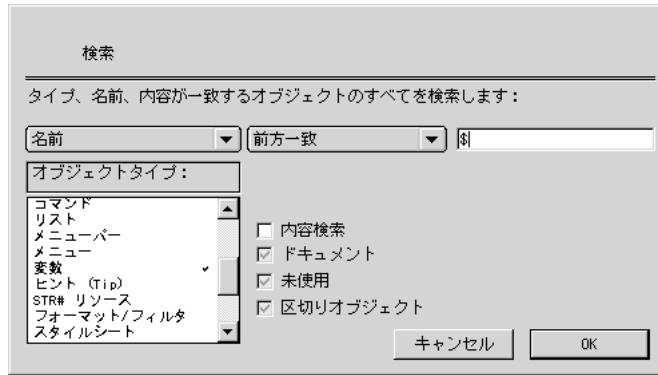 検索
タイプ、名前、内容が一致するオブジェクトのすべてを検索します：
名前 前方一致 $
オブジェクトタイプ：
コマンド
リスト
メニューバー
メニュー
変数
ヒント (Tip)
STR# リソース
フォーマット/フィルタ
スタイルシート
内容検索
ドキュメント
未使用
区切りオブジェクト
キャンセル OK